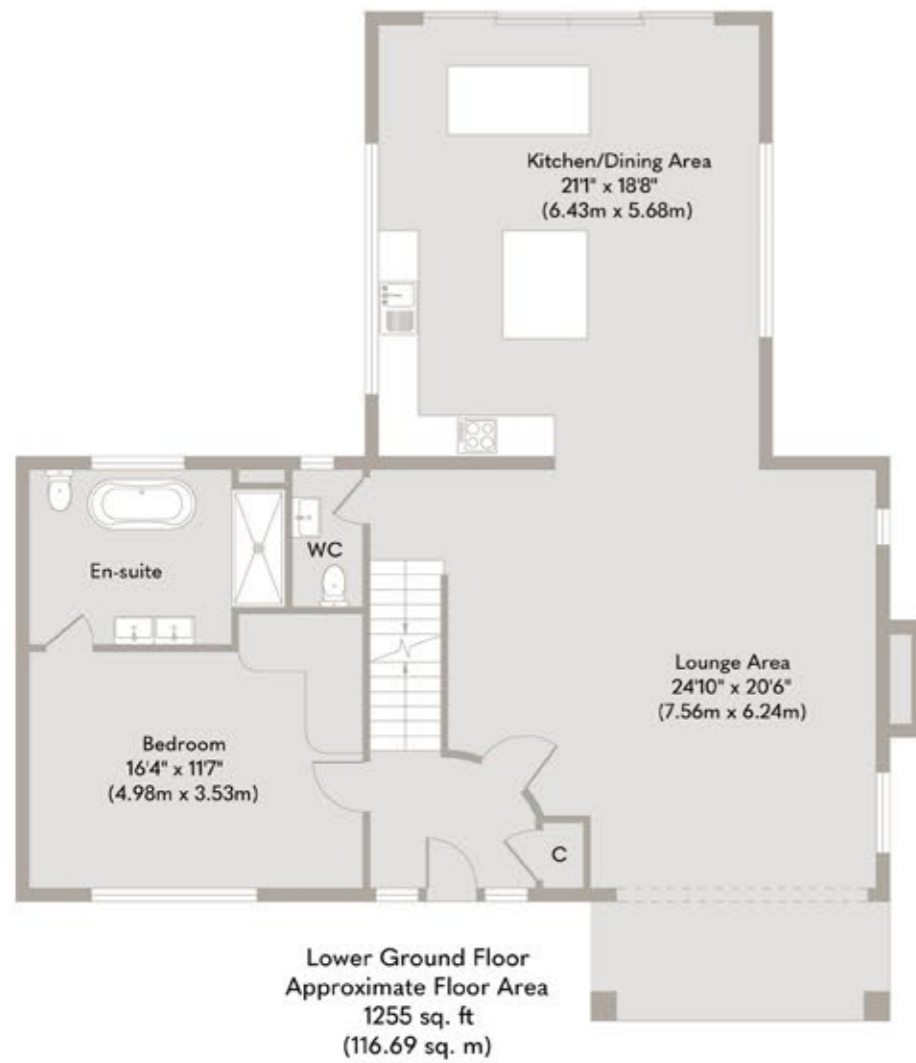 Kitchen/Dining Area
21'1" x 18'8"
(6.43m x 5.68m)
En-suite
WC
Lounge Area
24'10" x 20'6"
(7.56m x 6.24m)
Bedroom
16'4" x 11'7"
(4.98m x 3.53m)
C
Lower Ground Floor
Approximate Floor Area
1255 sq. ft
(116.69 sq. m)